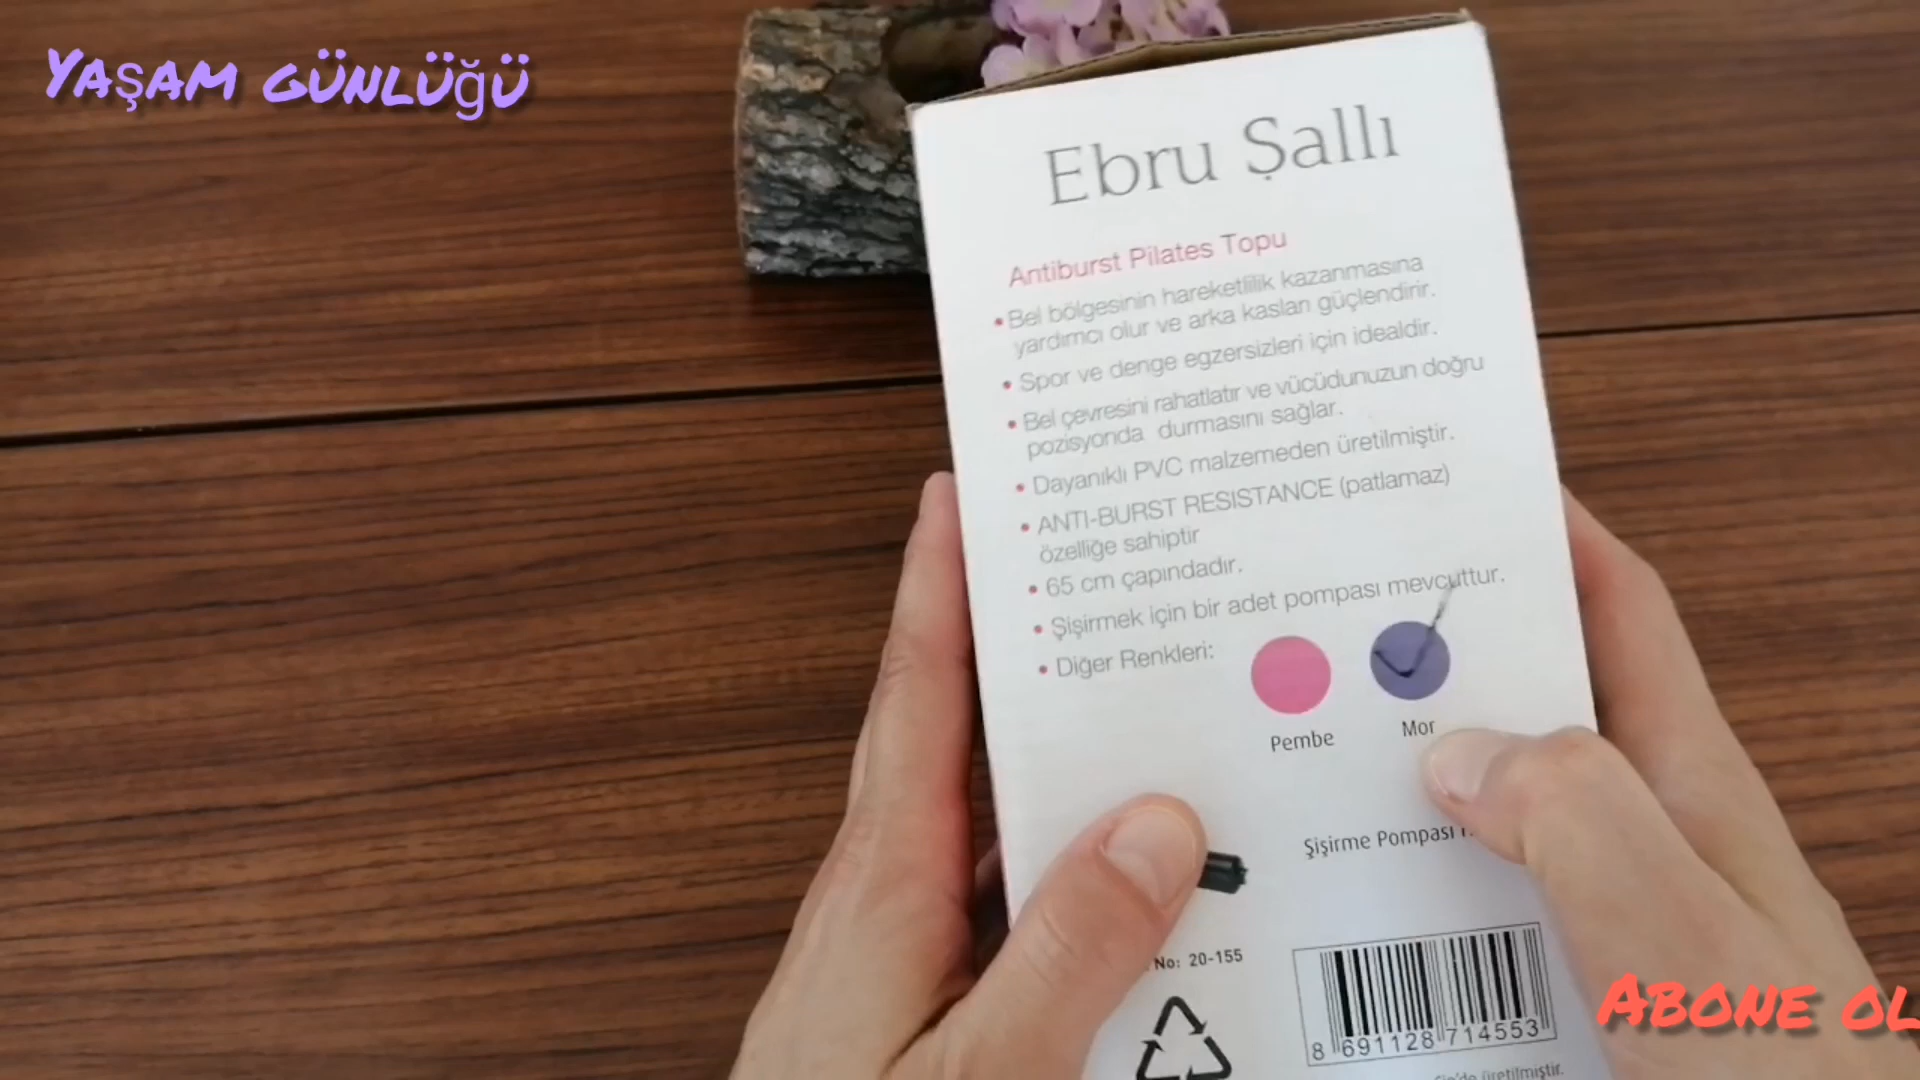 Yaşam günlüğü
Ebru Şallı
Antiburst Pilates Topu
• Bel bölgesinin hareketlilik kazanmasına
yardımcı olur ve arka kasları güçlendirir.
• Spor ve denge egzersizleri için idealdir.
• Bel çevresini rahatlatır ve vücüdunuzun doğru
pozisyonda durmasını sağlar.
• Dayanıklı PVC malzemeden üretilmiştir.
• ANTI-BURST RESISTANCE (patlamaz)
özelliğe sahiptir
• 65 cm çapındadır.
• Şişirmek için bir adet pompası mevcuttur.
• Diğer Renkleri:
Pembe Mor
Şişirme Pompası
No: 20-155
8 691128 714553
üretilmiştir.
Abone ol